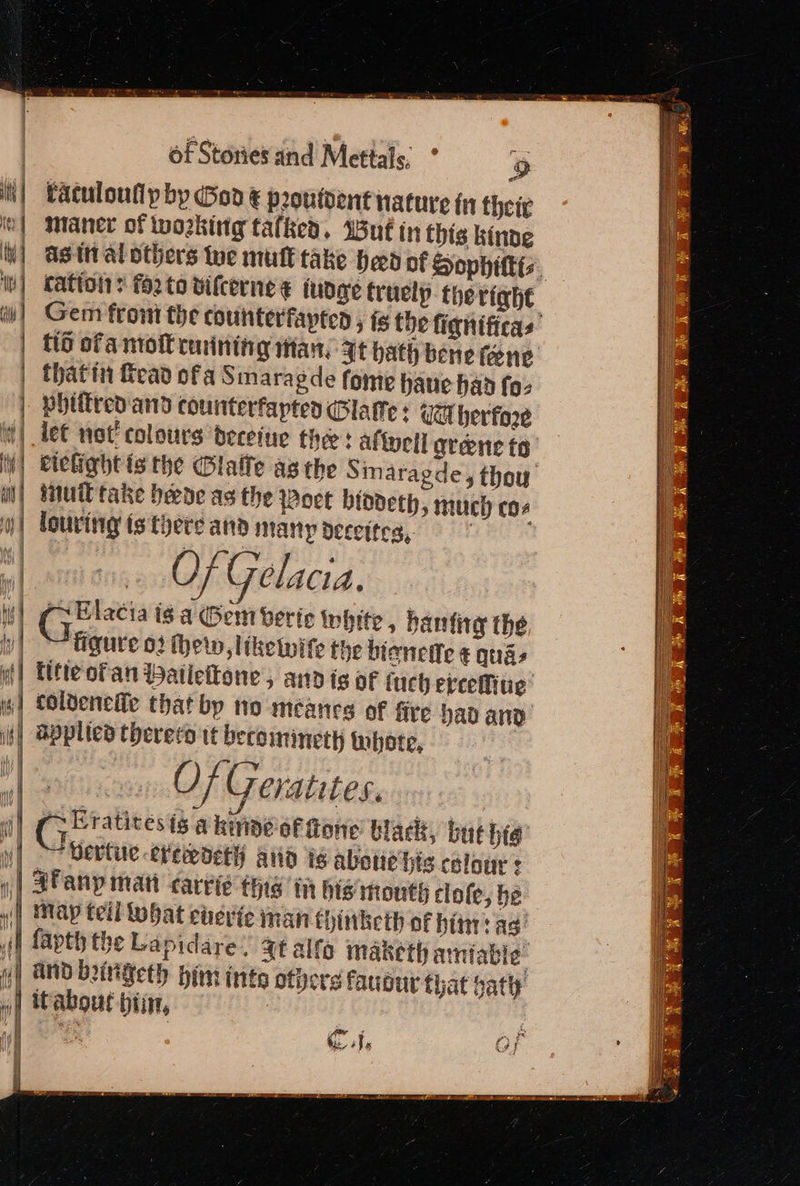 of Stones and Mettals. 9
raculously by God & prouident nature in their
maner of working talked. But in this kinde
as in al others we must take heed of Sophisti-
cation: for to discerne & iudge truely the right
Gem from the counterfayted, is the significa-
tiō of a most cunning man. It hath bene seene
that in stead of a Smaragde some haue had so-
phistred and counterfayted Glasse: Wherfore
let not colours deceiue thee: aswell greene to
eiesight is the Glasse as the Smaragde, thou
must take heede as the Poet biddeth, much co-
louring is there and many deceites,
Of Gelacia.
GElacia is a Gem verie white, hauing the
figure or shew, likewise the bignesse & quā-
titie of an Hailestone, and is of such excessiue
coldenesse that by no meanes of fire had and
applied thereto it becommeth whote,
Of Geratites.
GEratites is a kinde of stone black, but his
vertue exceedeth and is aboue his colour:
If any man carrie this in his mouth close, he
may tell what euerie man thinketh of him: as
sayth the Lapidare. It also maketh amiable
and bringeth him into others fauour that hath
it about him,
C.j. Of